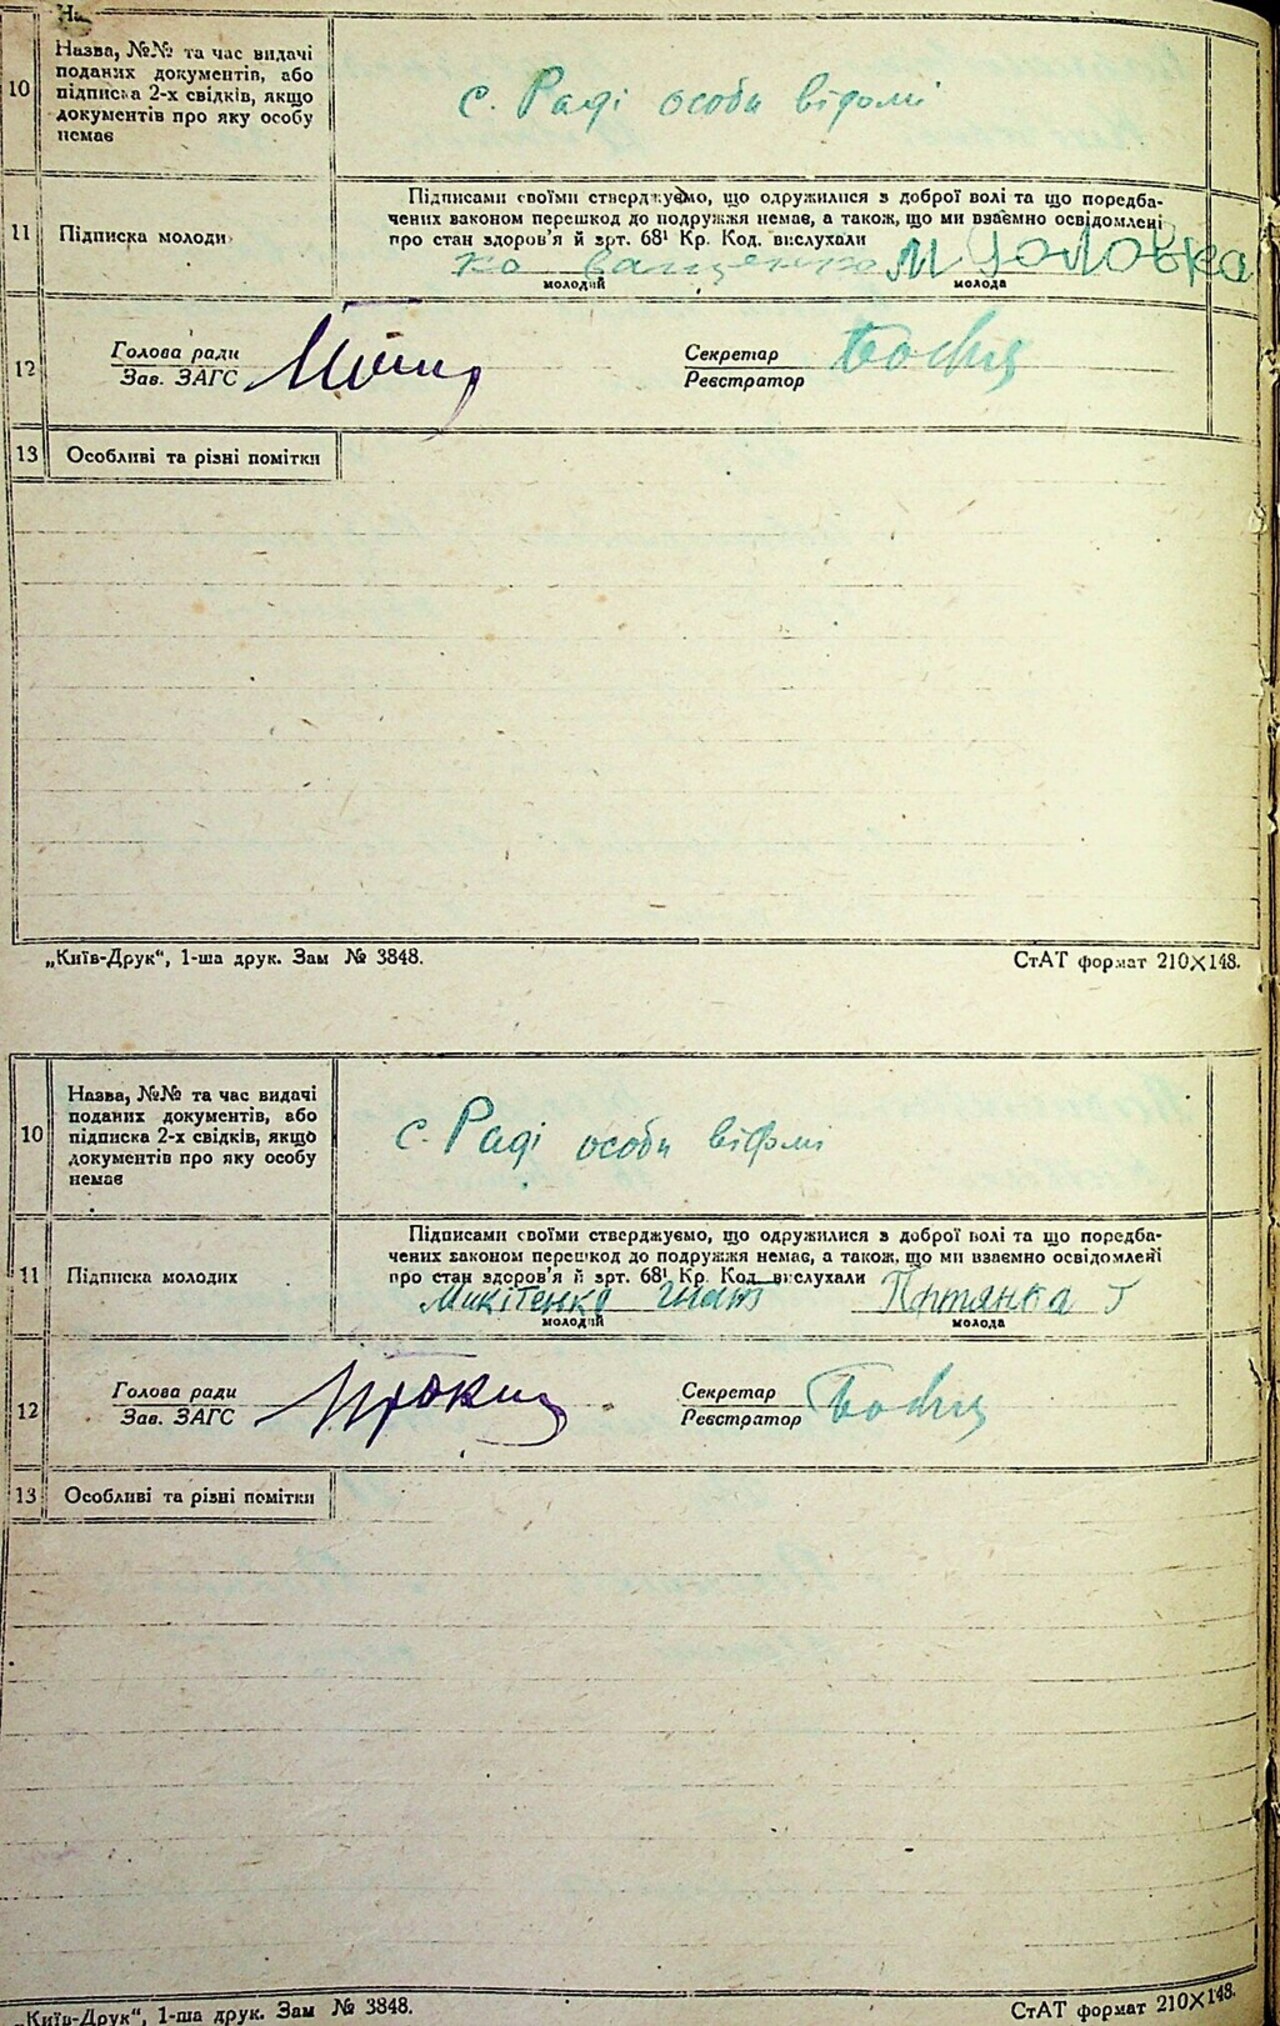 10
Назва, №№ та час видачі
поданих документів, або
підписка 2-х свідків, якщо
документів про яку особу
немає
с. Раді особи відомі
11
Підписка молоди
Підписами своїми стверджуємо, що одружилися з доброї волі та що передба-
чених законом перешкод до подружжя немає, а також, що ми взаємно освідомлені
про стан здоров'я й арт. 68¹ Кр. Код. вислухали
ващенко М Головка
молодий молода
12
Голова ради
Зав. ЗАГС
Секретар
Реєстратор
13
Особливі та різні помітки
„Київ-Друк“, 1-ша друк. Зам № 3848.
СтАТ формат 210×148.
10
Назва, №№ та час видачі
поданих документів, або
підписка 2-х свідків, якщо
документів про яку особу
немає
с. Раді особи відомі
11
Підписка молодих
Підписами своїми стверджуємо, що одружилися з доброї волі та що передба-
чених законом перешкод до подружжя немає, а також, що ми взаємно освідомлені
про стан здоров'я й арт. 68¹ Кр. Код вислухали
Микітенко Гнат
молодий молода
12
Голова ради
Зав. ЗАГС
Секретар
Реєстратор
13
Особливі та різні помітки
„Київ-Друк“, 1-ша друк. Зам № 3848.
СтАТ формат 210×148.